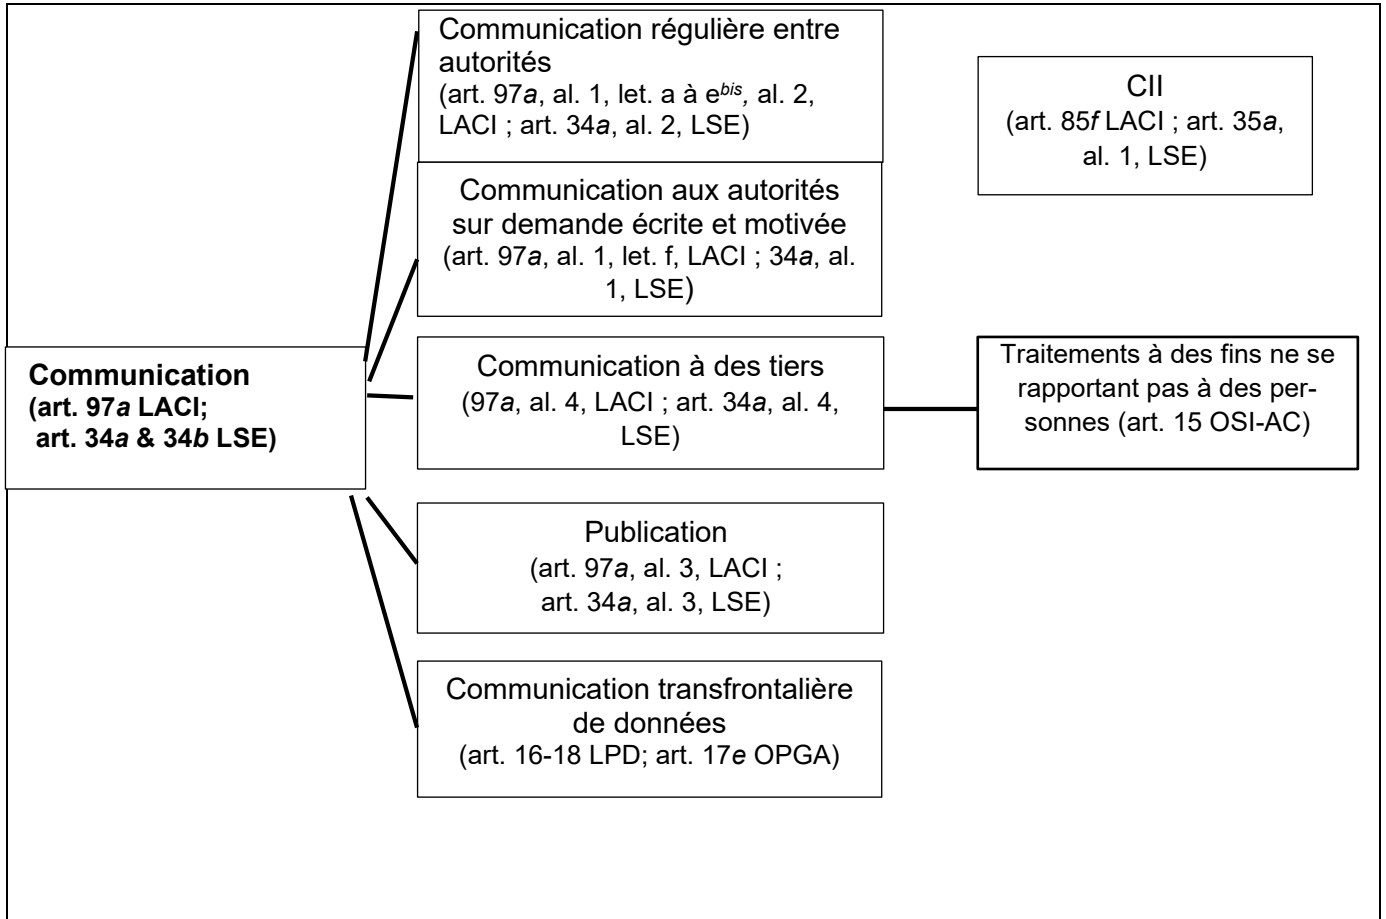 Communication régulière entre
autorités
(art. 97a, al. 1, let. a à ebis, al. 2,
LACI ; art. 34a, al. 2, LSE)
CII
(art. 85f LACI ; art. 35a,
al. 1, LSE)
Communication aux autorités
sur demande écrite et motivée
(art. 97a, al. 1, let. f, LACI ; 34a, al.
1, LSE)
Communication
(art. 97a LACI;
art. 34a & 34b LSE)
Communication à des tiers
(97a, al. 4, LACI ; art. 34a, al. 4,
LSE)
Traitements à des fins ne se
rapportant pas à des per-
sonnes (art. 15 OSI-AC)
Publication
(art. 97a, al. 3, LACI ;
art. 34a, al. 3, LSE)
Communication transfrontalière
de données
(art. 16-18 LPD; art. 17e OPGA)